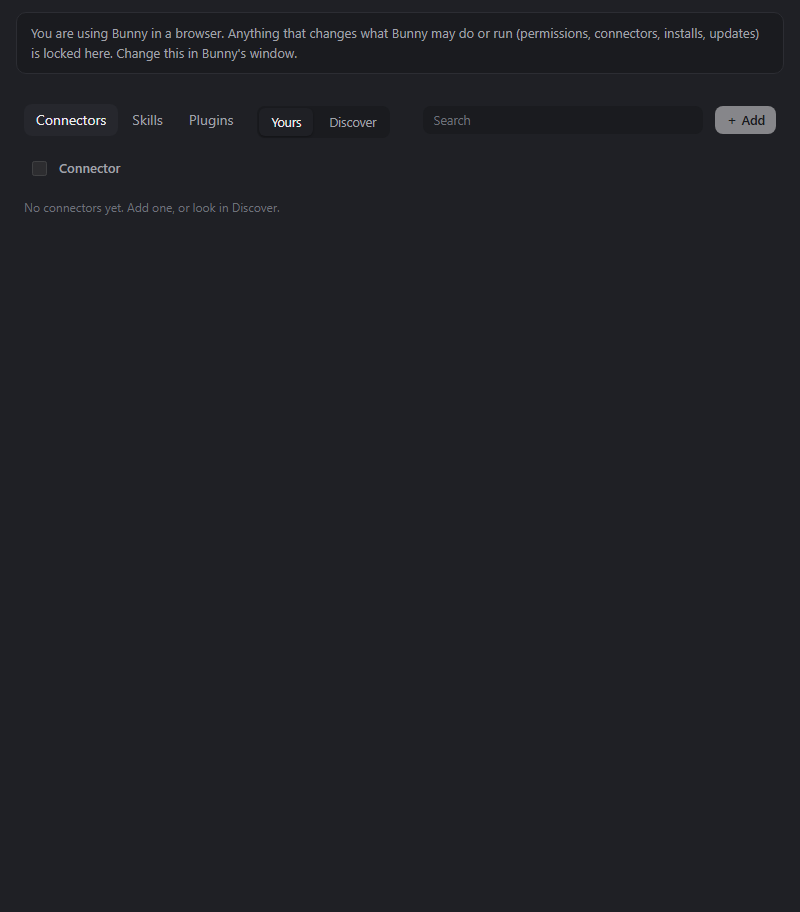 You are using Bunny in a browser. Anything that changes what Bunny may do or run (permissions, connectors, installs, updates)
is locked here. Change this in Bunny's window.
Connectors Skills Plugins Yours Discover Search + Add
Connector
No connectors yet. Add one, or look in Discover.